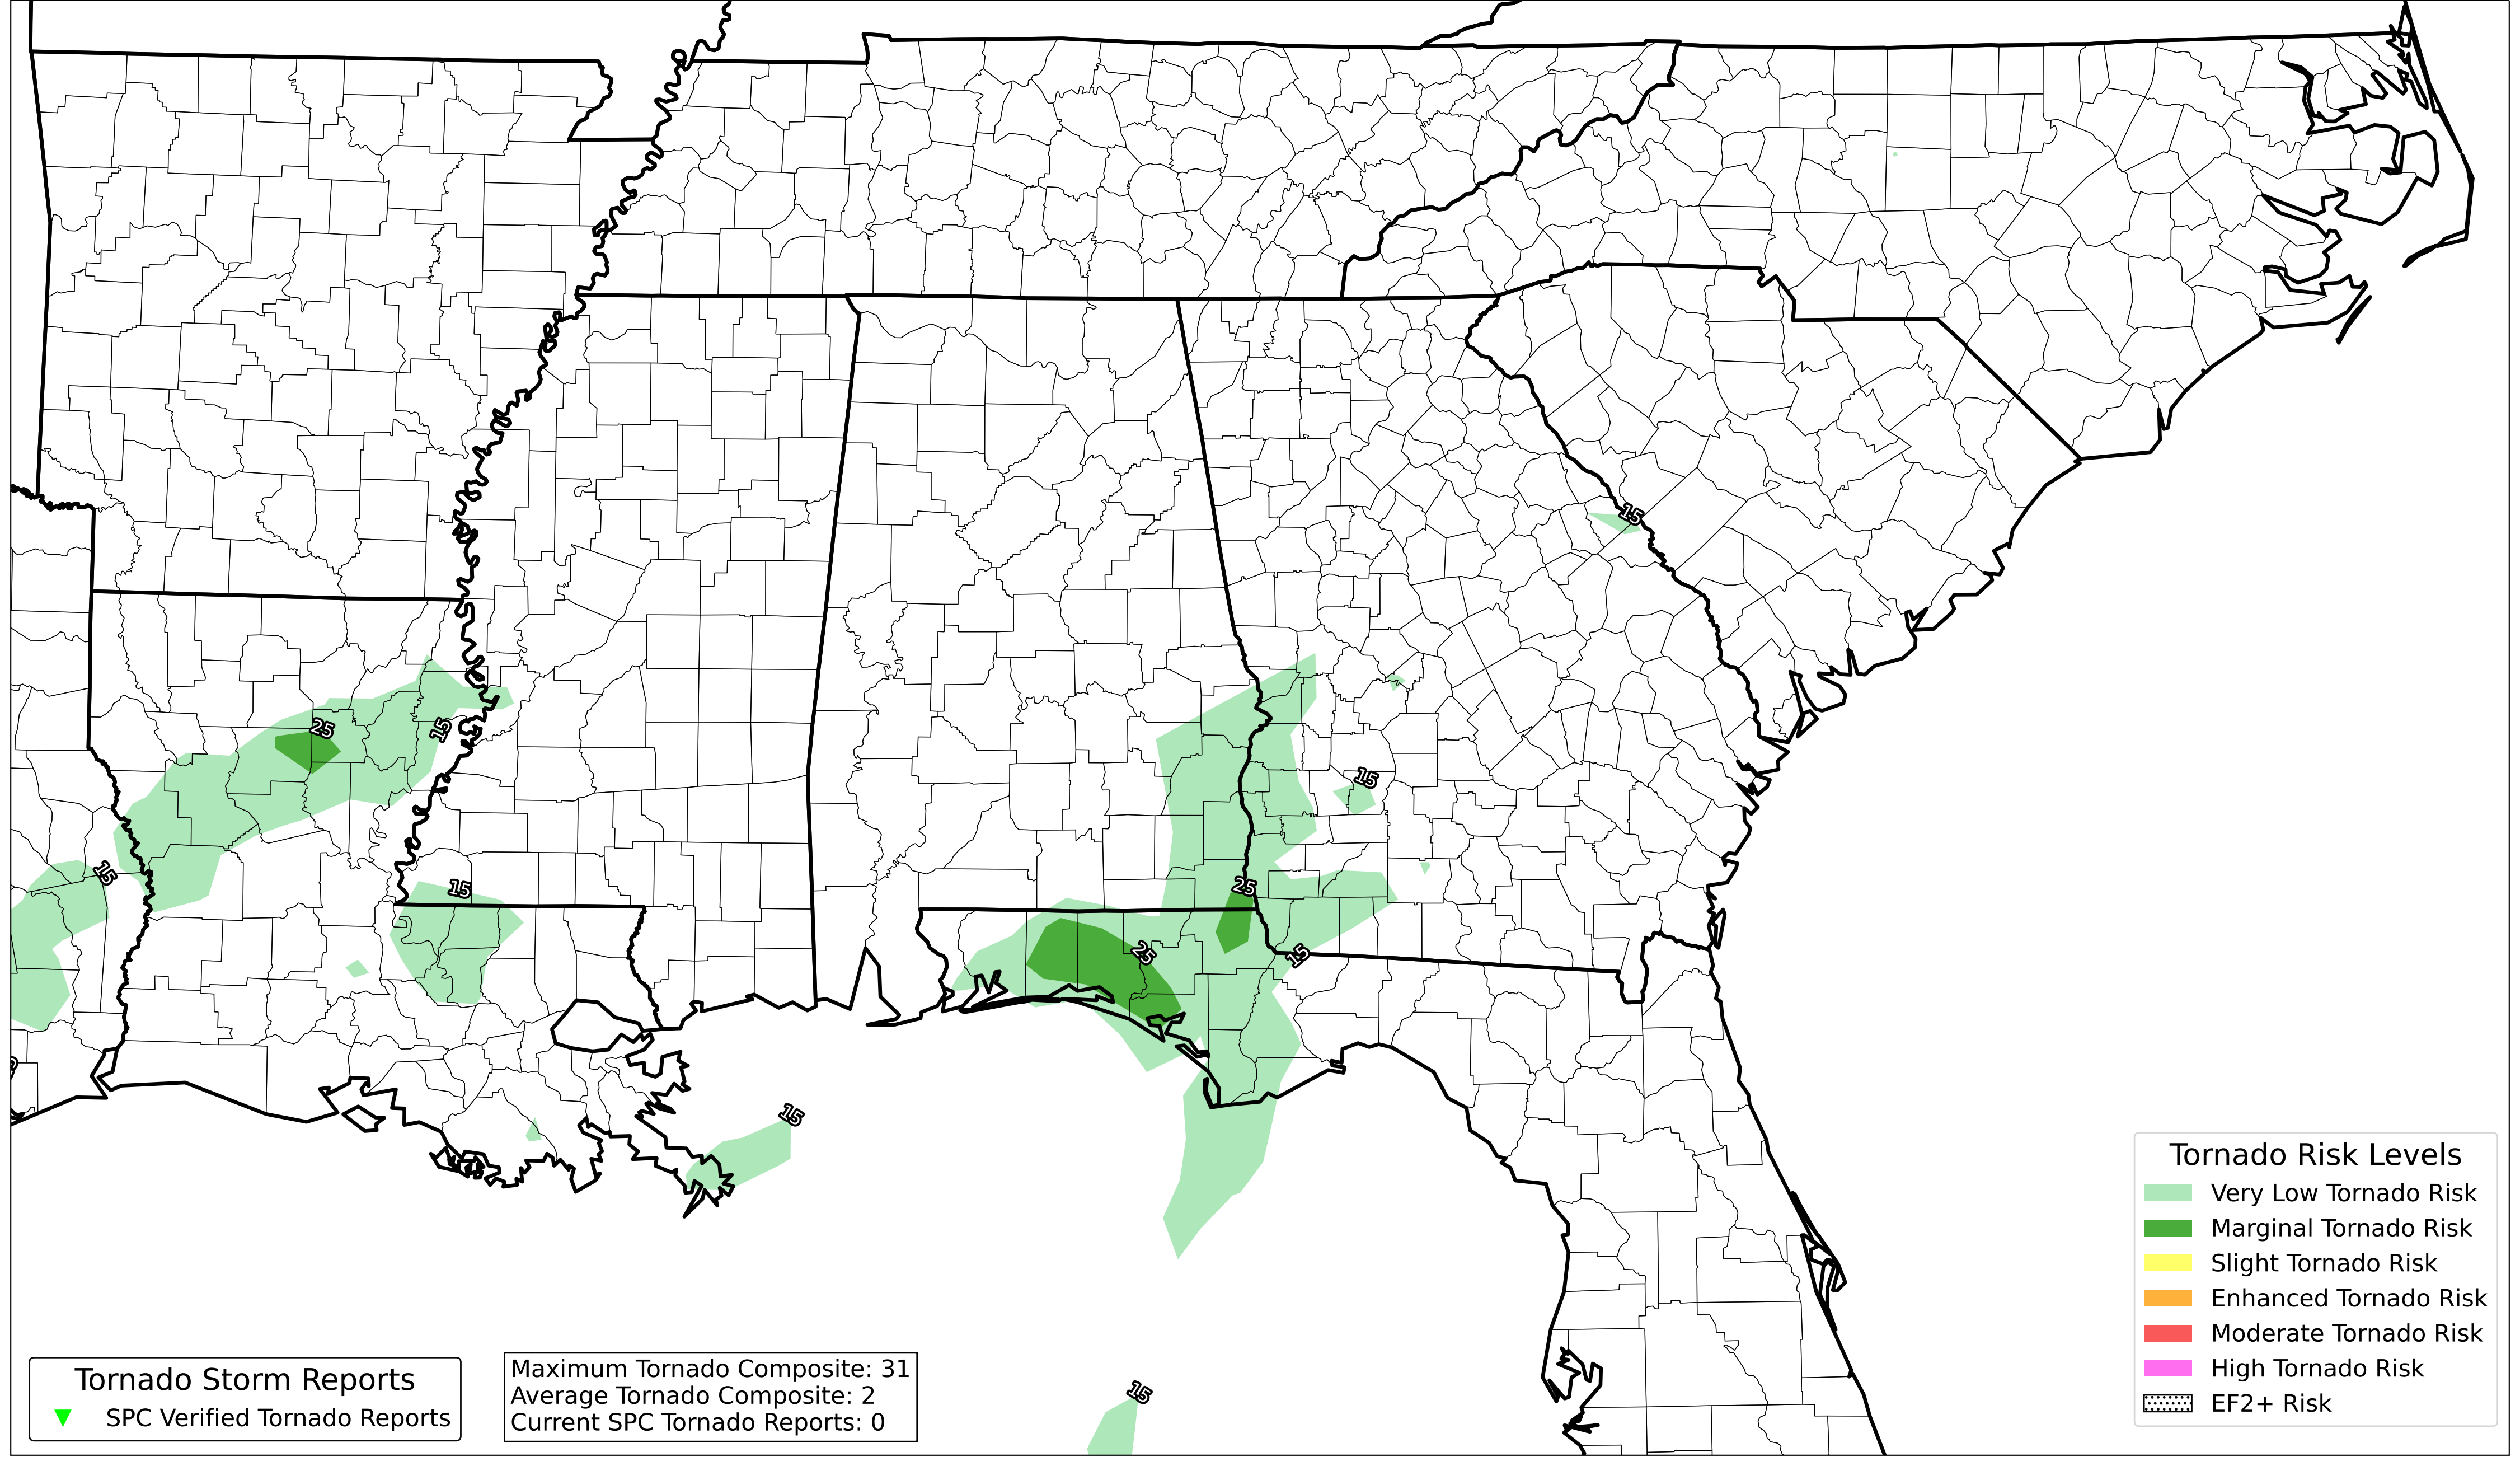 15
25
15
15
15
15
25
25
15
15
15
Tornado Risk Levels
Very Low Tornado Risk
Marginal Tornado Risk
Slight Tornado Risk
Enhanced Tornado Risk
Moderate Tornado Risk
High Tornado Risk
EF2+ Risk
Tornado Storm Reports
SPC Verified Tornado Reports
Maximum Tornado Composite: 31
Average Tornado Composite: 2
Current SPC Tornado Reports: 0